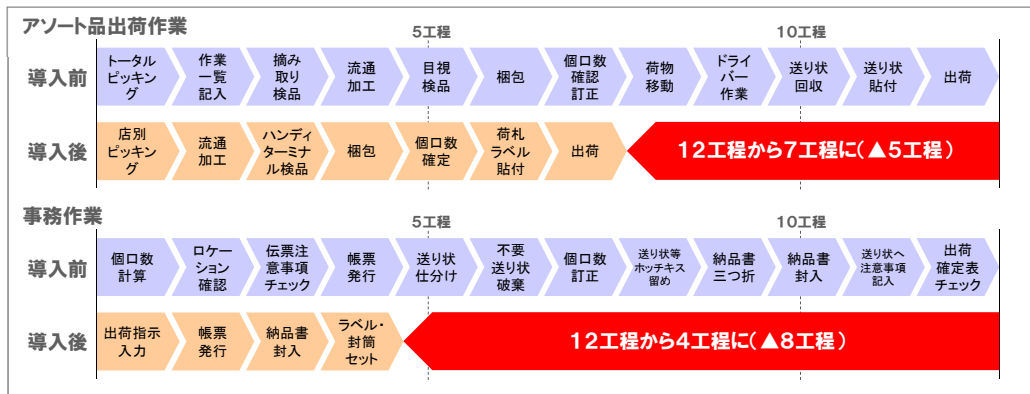 アソート品出荷作業
5工程
10工程
導入前
トータル
ピッキン
グ
作業
一覧
記入
摘み
取り
検品
流通
加工
目視
検品
梱包
個口数
確認
訂正
荷物
移動
ドライ
バー
作業
送り状
回収
送り状
貼付
出荷
導入後
店別
ピッキン
グ
流通
加工
ハンディ
ターミナ
ル検品
梱包
個口数
確定
荷札
ラベル
貼付
出荷
12工程から7工程に(▲5工程)
事務作業
5工程
10工程
導入前
個口数
計算
ロケー
ション
確認
伝票注
意事項
チェック
帳票
発行
送り状
仕分け
不要
送り状
破棄
個口数
訂正
送り状等
ホッチキス
留め
納品書
三つ折
納品書
封入
送り状へ
注意事項
記入
出荷
確定表
チェック
導入後
出荷指示
入力
帳票
発行
納品書
封入
ラベル・
封筒
セット
12工程から4工程に(▲8工程)